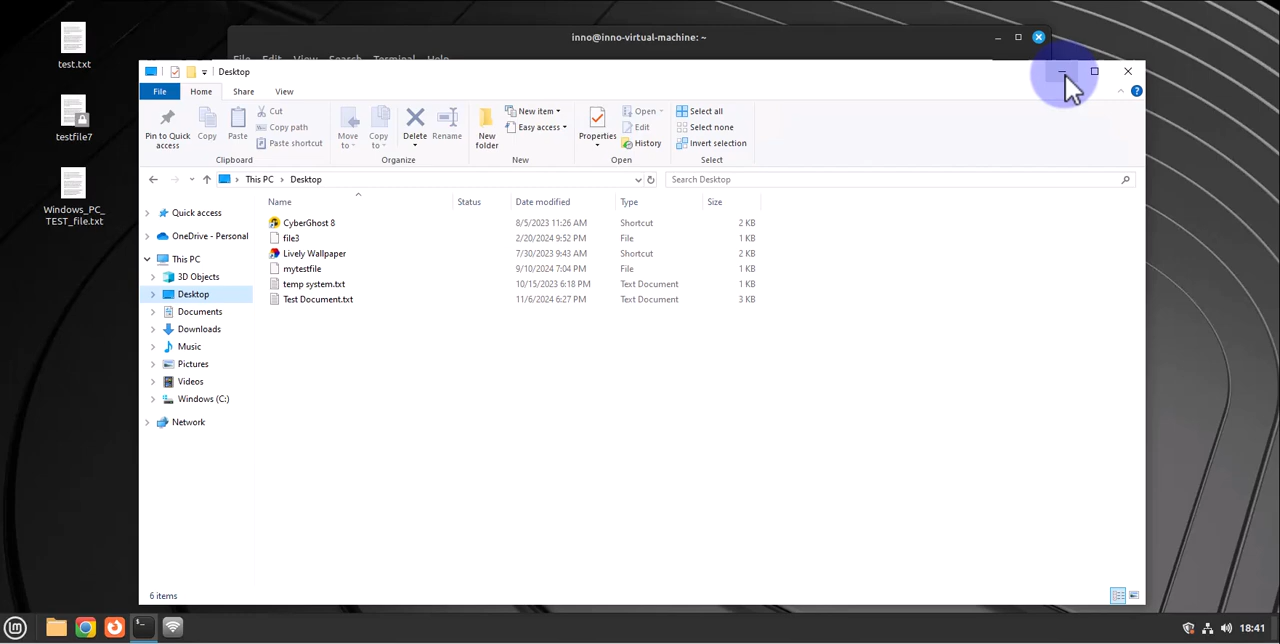 inno@inno-virtual-machine: ~
test.txt
File Edit View Search Terminal Help
Desktop
File Home Share View
Pin to Quick access
Copy
Paste
Cut
Copy path
Paste shortcut
Clipboard
Move to
Copy to
Delete
Rename
Organize
New folder
New item
Easy access
New
Properties
Open
Edit
History
Open
Select all
Select none
Invert selection
Select
testfile7
This PC > Desktop
Search Desktop
Windows_PC_
TEST_file.txt
Name Status Date modified Type Size
CyberGhost 8 8/5/2023 11:26 AM Shortcut 2 KB
file3 2/20/2024 9:52 PM File 1 KB
Lively Wallpaper 7/30/2023 9:43 AM Shortcut 2 KB
mytestfile 9/10/2024 7:04 PM File 1 KB
temp system.txt 10/15/2023 6:18 PM Text Document 1 KB
Test Document.txt 11/6/2024 6:27 PM Text Document 3 KB
Quick access
OneDrive - Personal
This PC
3D Objects
Desktop
Documents
Downloads
Music
Pictures
Videos
Windows (C:)
Network
6 items
18:41